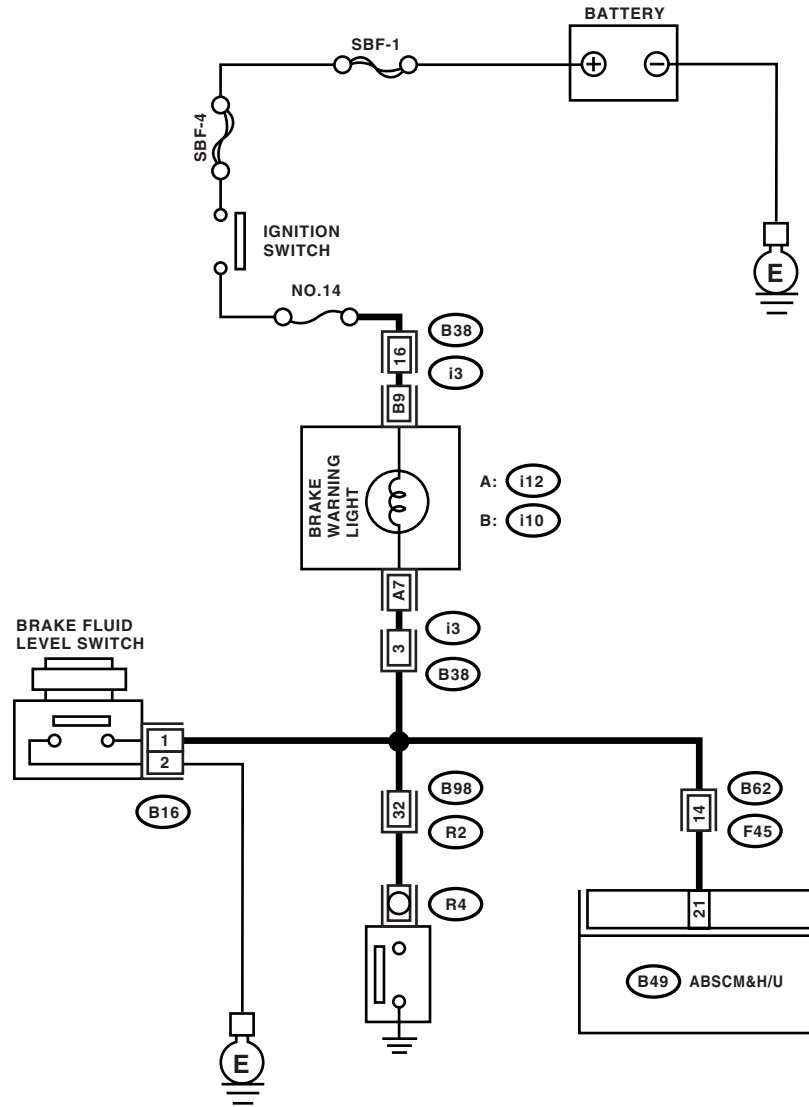 BATTERY
SBF-1
SBF-4
E
IGNITION
SWITCH
NO.14
B38
16
i3
B9
BRAKE
WARNING
LIGHT
A: i12
B: i10
A7
i3
3
B38
BRAKE FLUID
LEVEL SWITCH
1
2
B16
B98
32
R2
B62
14
F45
R4
21
B49 ABSCM&H/U
E